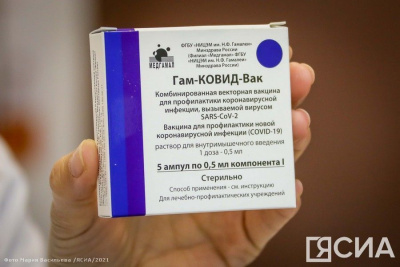 ФГБУ «НИЦЭМ им. Н.Ф. Гамалеи»
Минздрава России
(Филиал «Медгамал» ФГБУ
«НИЦЭМ им. Н.Ф. Гамалеи»
Минздрава России)
МЕДГАМАЛ
Гам-КОВИД-Вак
Комбинированная векторная вакцина
для профилактики коронавирусной
инфекции, вызываемой вирусом
SARS-CoV-2
Вакцина для профилактики новой
коронавирусной инфекции (COVID-19)
раствор для внутримышечного введения
1 доза - 0,5 мл
5 ампул по 0,5 мл компонента I
Стерильно
Способ применения - см. инструкцию
Для лечебно-профилактических учреждений
Фото Мария Васильева /ЯСИА/2021
ЯСИА